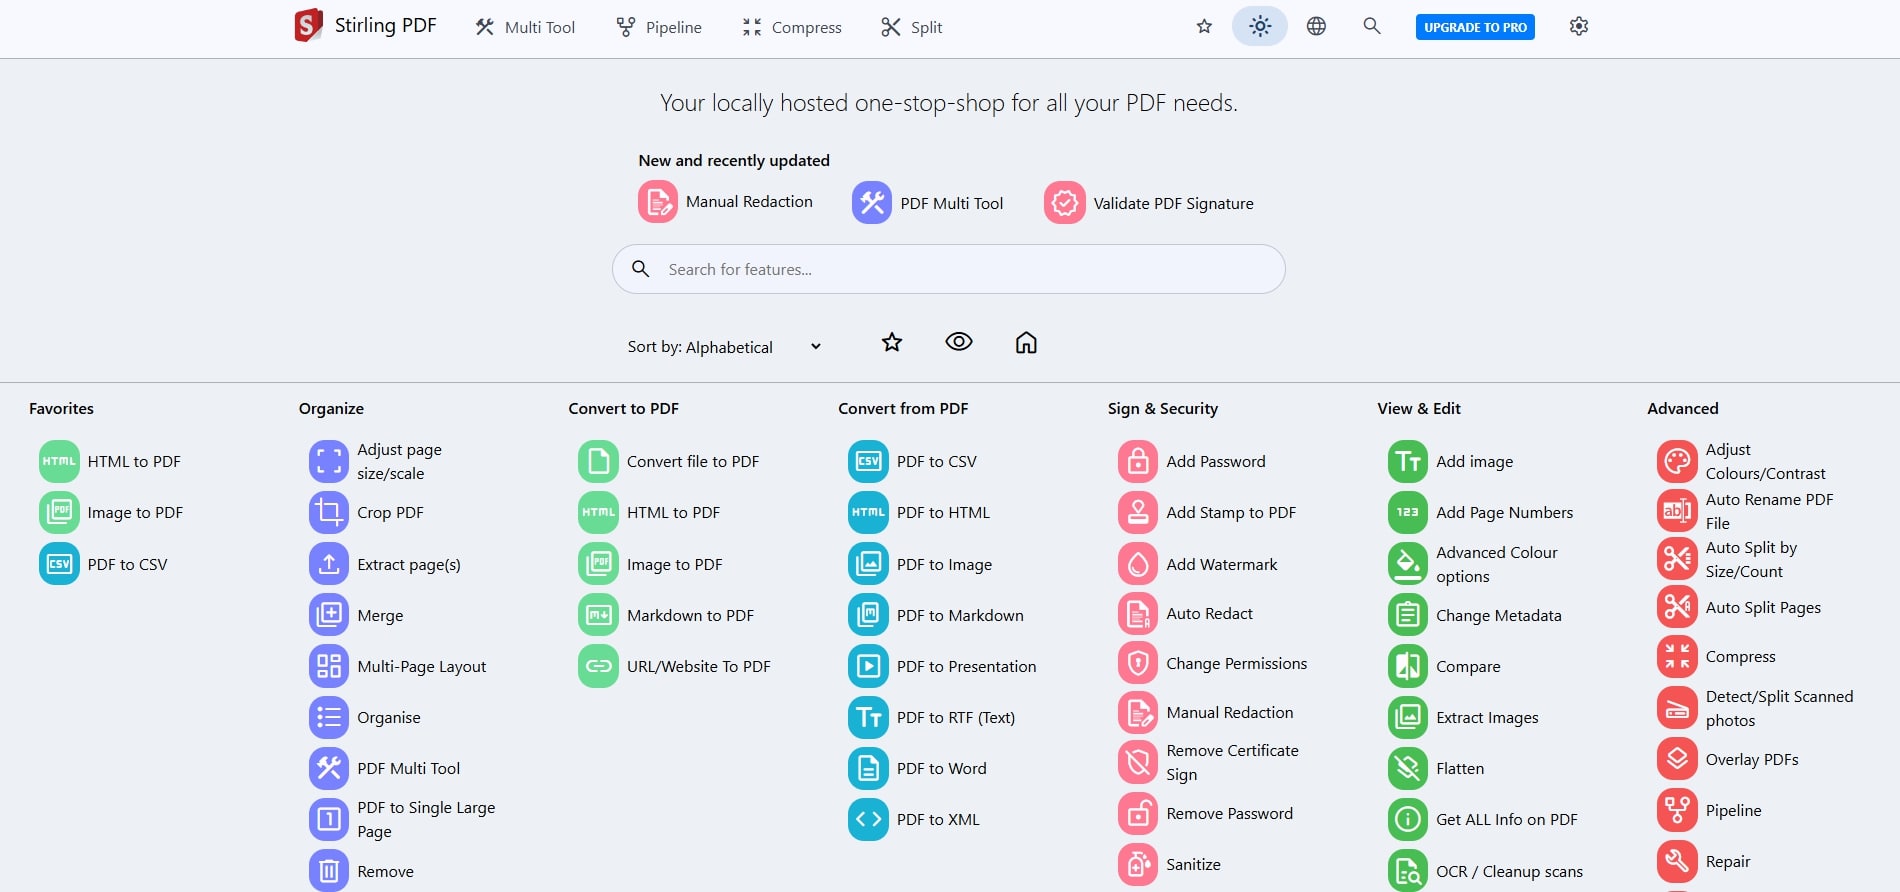 Stirling PDF
Multi Tool
Pipeline
Compress
Split
UPGRADE TO PRO
Your locally hosted one-stop-shop for all your PDF needs.
New and recently updated
Manual Redaction
PDF Multi Tool
Validate PDF Signature
Search for features...
Sort by: Alphabetical
Favorites
HTML to PDF
Image to PDF
PDF to CSV
Organize
Adjust page
size/scale
Crop PDF
Extract page(s)
Merge
Multi-Page Layout
Organise
PDF Multi Tool
PDF to Single Large
Page
Remove
Convert to PDF
Convert file to PDF
HTML to PDF
Image to PDF
Markdown to PDF
URL/Website To PDF
Convert from PDF
PDF to CSV
PDF to HTML
PDF to Image
PDF to Markdown
PDF to Presentation
PDF to RTF (Text)
PDF to Word
PDF to XML
Sign & Security
Add Password
Add Stamp to PDF
Add Watermark
Auto Redact
Change Permissions
Manual Redaction
Remove Certificate
Sign
Remove Password
Sanitize
View & Edit
Add image
Add Page Numbers
Advanced Colour
options
Change Metadata
Compare
Extract Images
Flatten
Get ALL Info on PDF
OCR / Cleanup scans
Advanced
Adjust
Colours/Contrast
Auto Rename PDF
File
Auto Split by
Size/Count
Auto Split Pages
Compress
Detect/Split Scanned
photos
Overlay PDFs
Pipeline
Repair